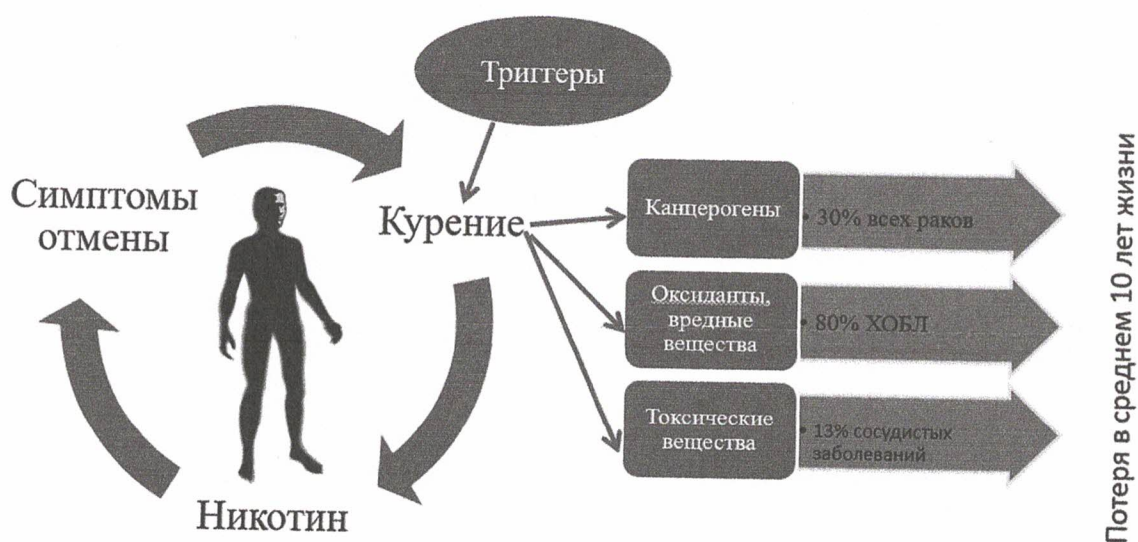 Триггеры
Симптомы
отмены
Курение
Никотин
Канцерогены
• 30% всех раков
Оксиданты,
вредные
вещества
• 80% ХОБЛ
Токсические
вещества
• 13% сосудистых
заболеваний
Потеря в среднем 10 лет жизни